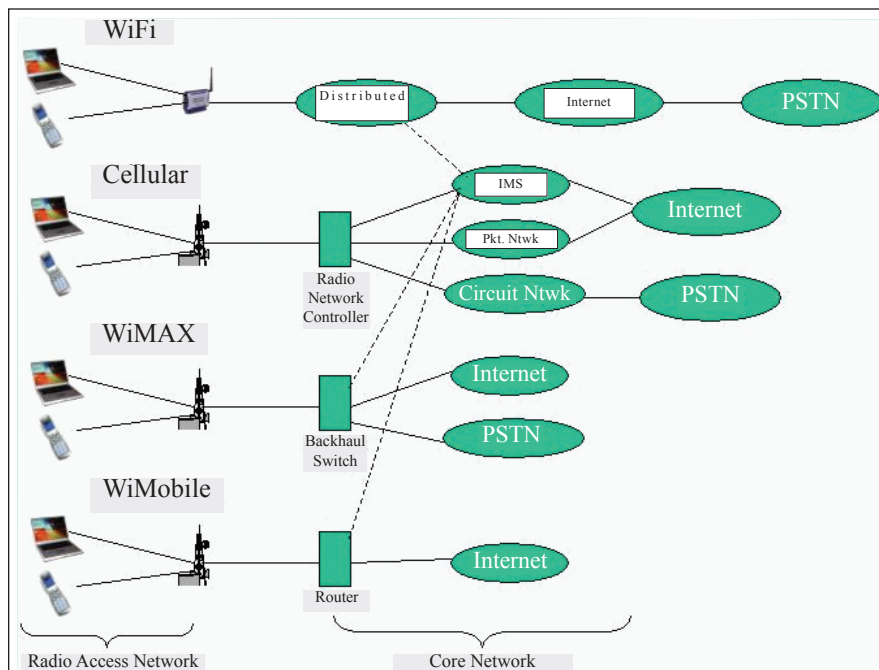 WiFi
Distributed
Internet
PSTN
Cellular
IMS
Internet
Pkt. Ntwk
Radio
Network
Controller
Circuit Ntwk
PSTN
WiMAX
Internet
Backhaul
Switch
PSTN
WiMobile
Internet
Router
Radio Access Network
Core Network